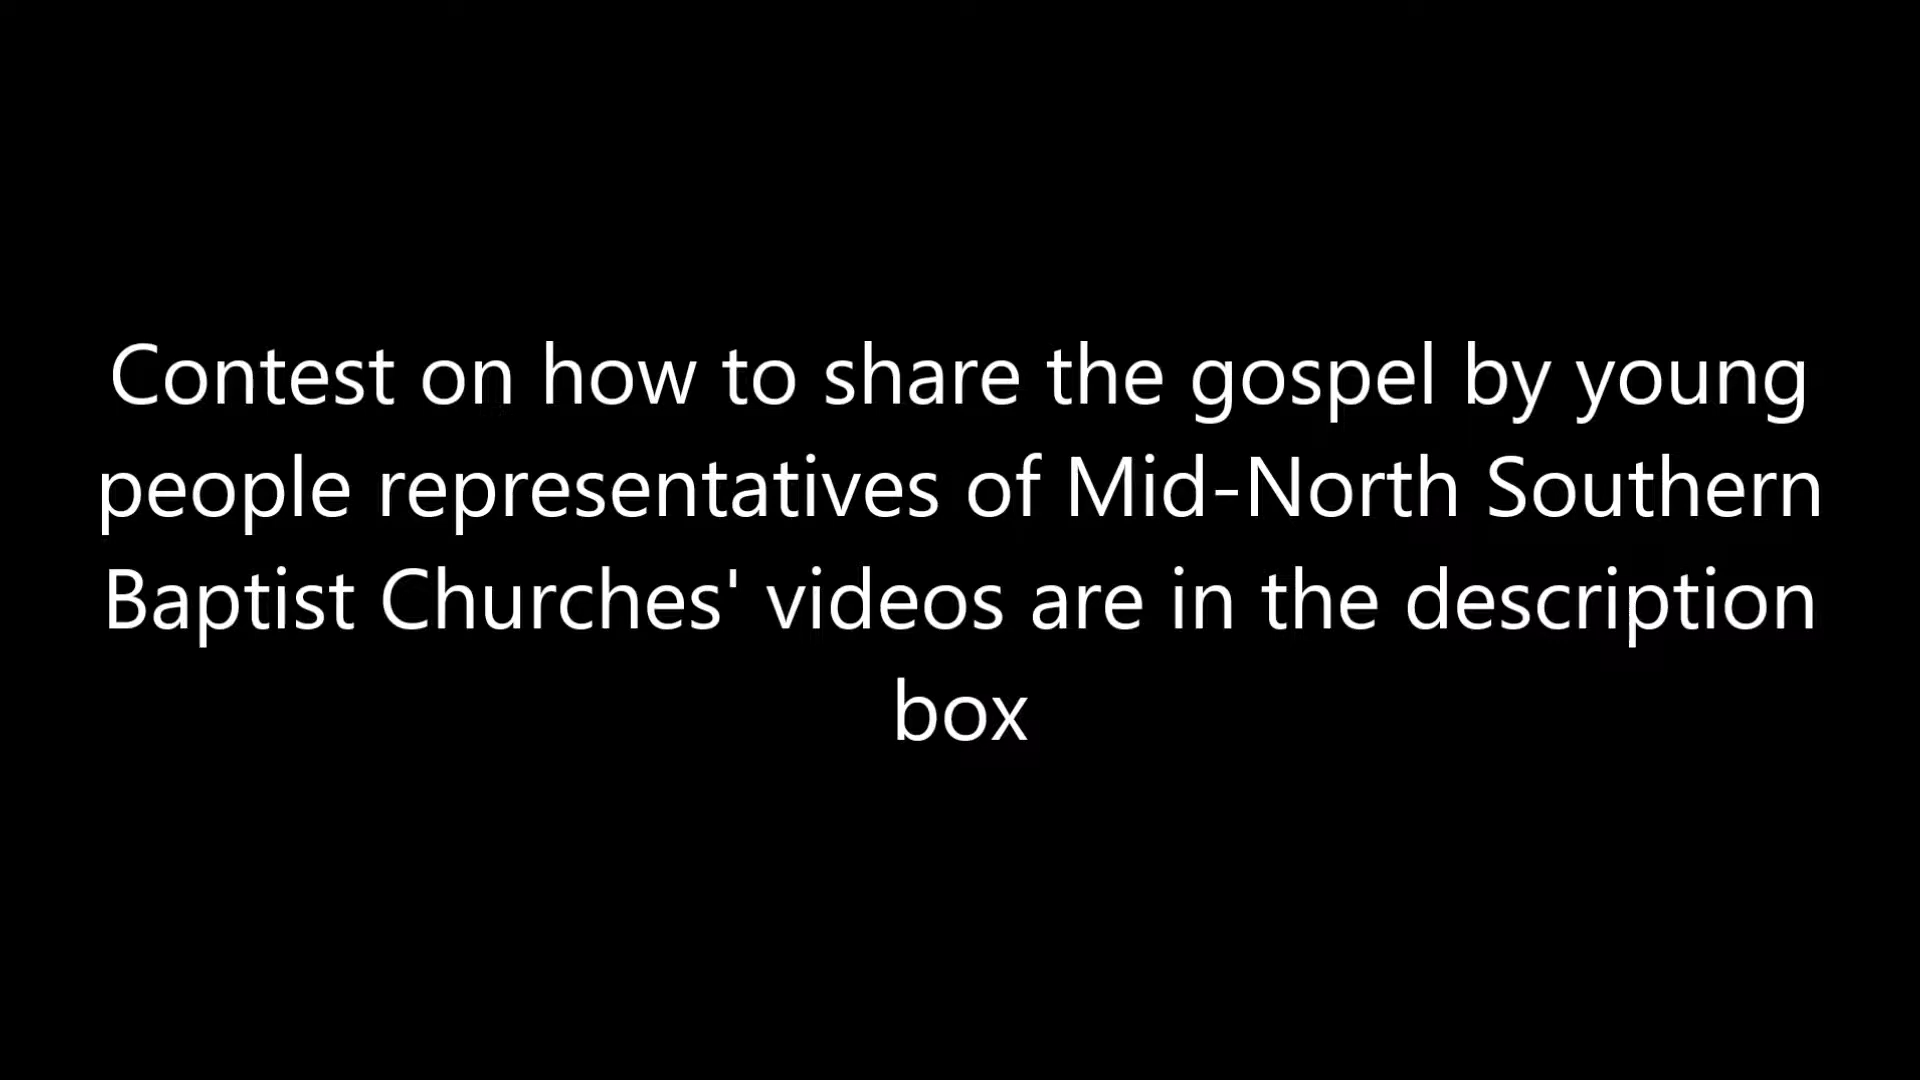 Contest on how to share the gospel by young
people representatives of Mid-North Southern
Baptist Churches' videos are in the description
box